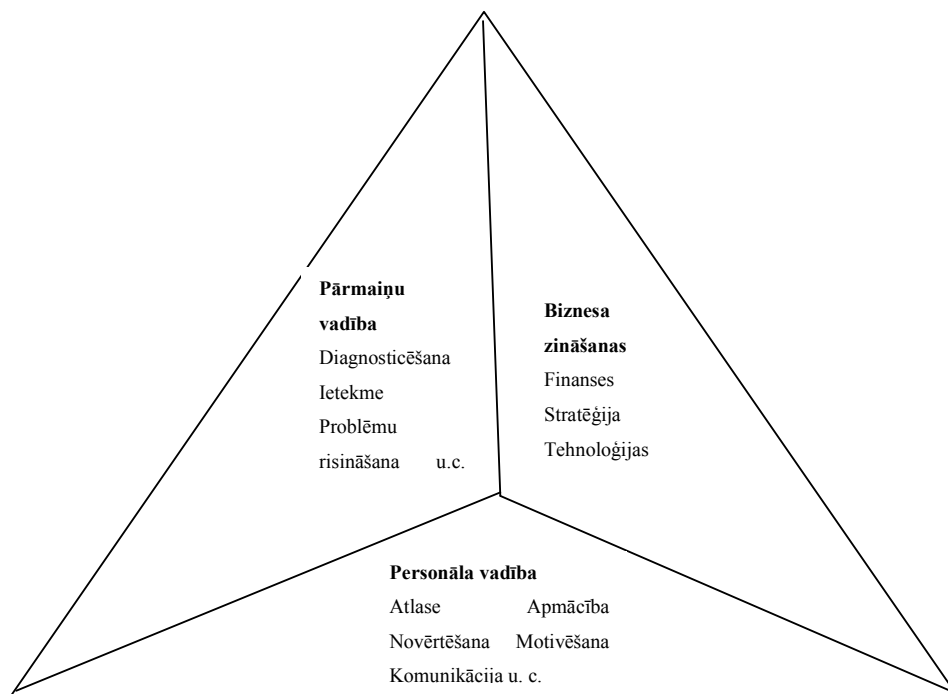 Pārmaiņu
vadība
Diagnosticēšana
Ietekme
Problēmu
risināšana u.c.
Biznesa
zināšanas
Finanses
Stratēģija
Tehnoloģijas
Personāla vadība
Atlase Apmācība
Novērtēšana Motivēšana
Komunikācija u. c.